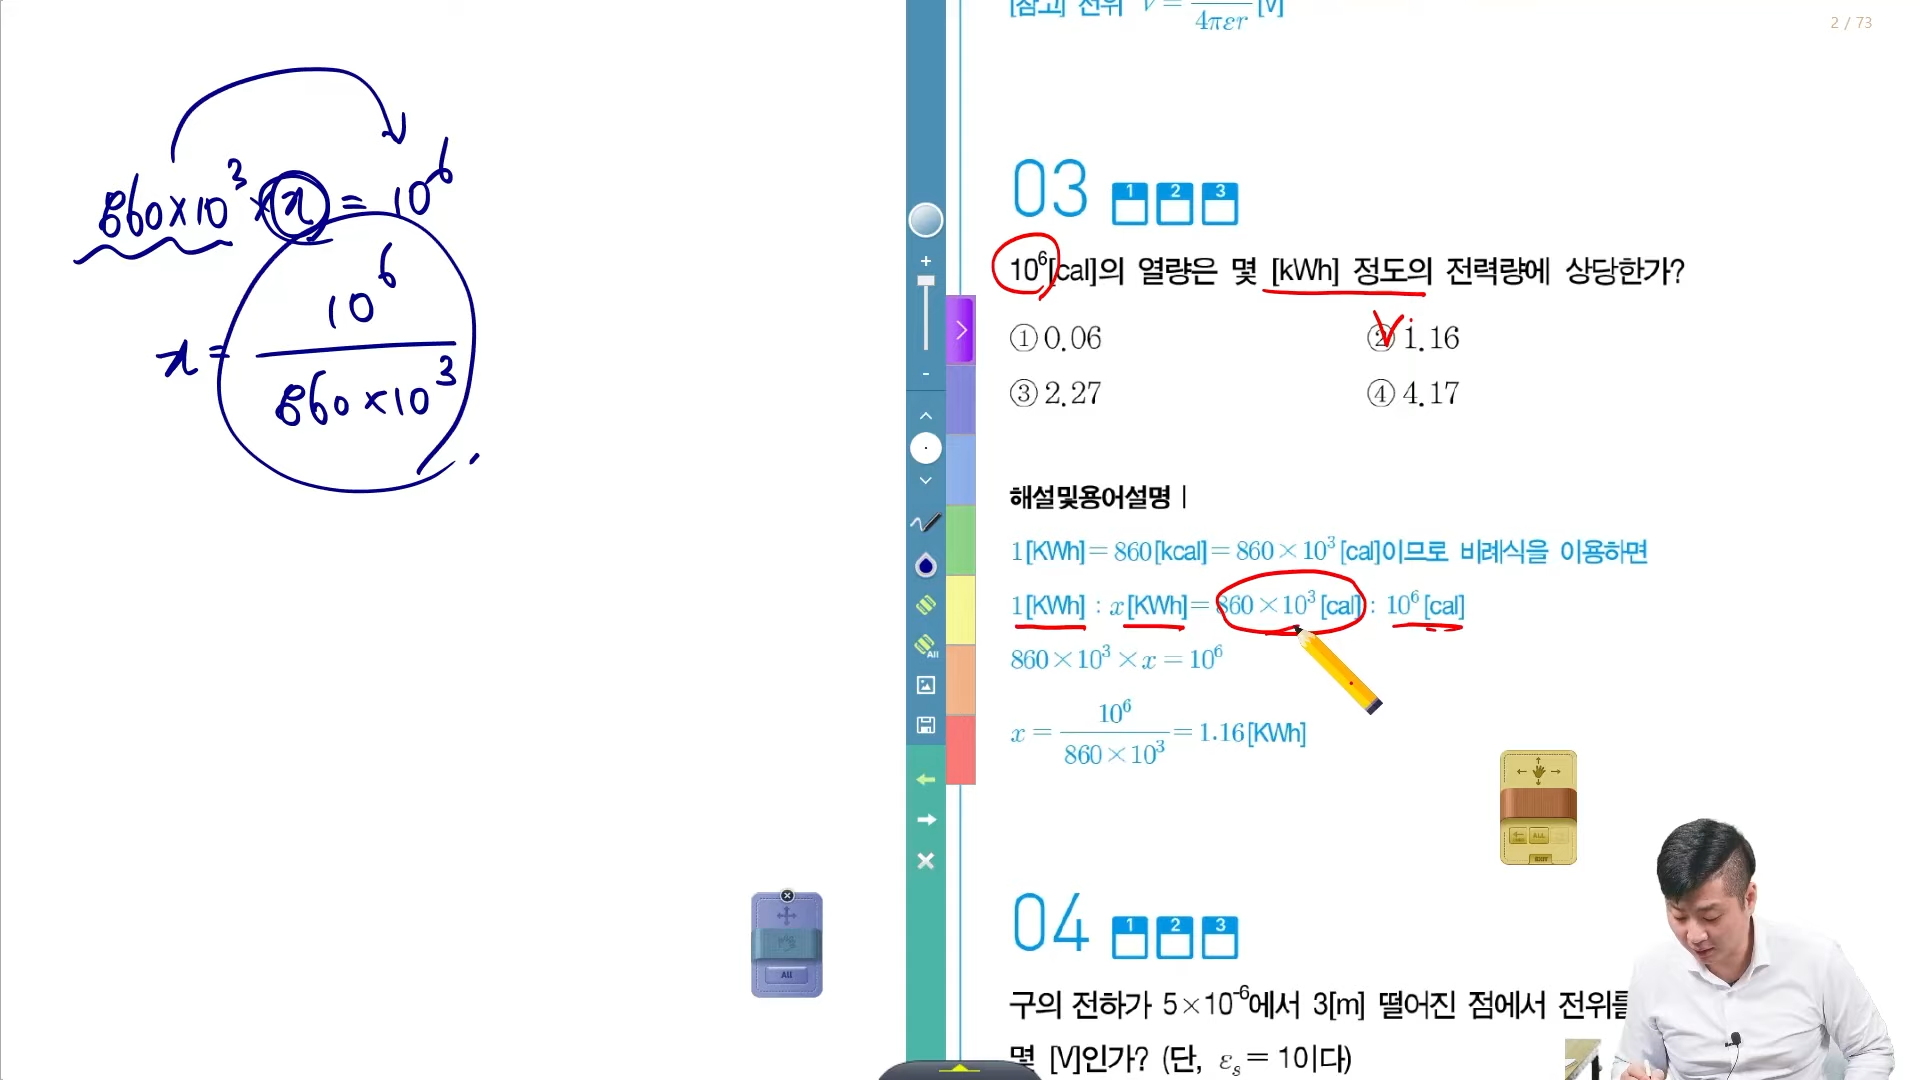 860×10³×x = 10⁶
x = 10⁶ / 860×10³
All
All
[참고] 전위 V = / 4πεr [V]
2 / 73
03 1 2 3
10⁶[cal]의 열량은 몇 [kWh] 정도의 전력량에 상당한가?
① 0.06 ② 1.16
③ 2.27 ④ 4.17
해설및용어설명 |
1[KWh] = 860[kcal] = 860×10³[cal]이므로 비례식을 이용하면
1[KWh] : x[KWh] = 860×10³[cal] : 10⁶[cal]
860×10³×x = 10⁶
x = 10⁶ / 860×10³ = 1.16[KWh]
ALL
EXIT
04 1 2 3
구의 전하가 5×10⁻⁶에서 3[m] 떨어진 점에서 전위를
몇 [V]인가? (단, εₛ = 10이다)